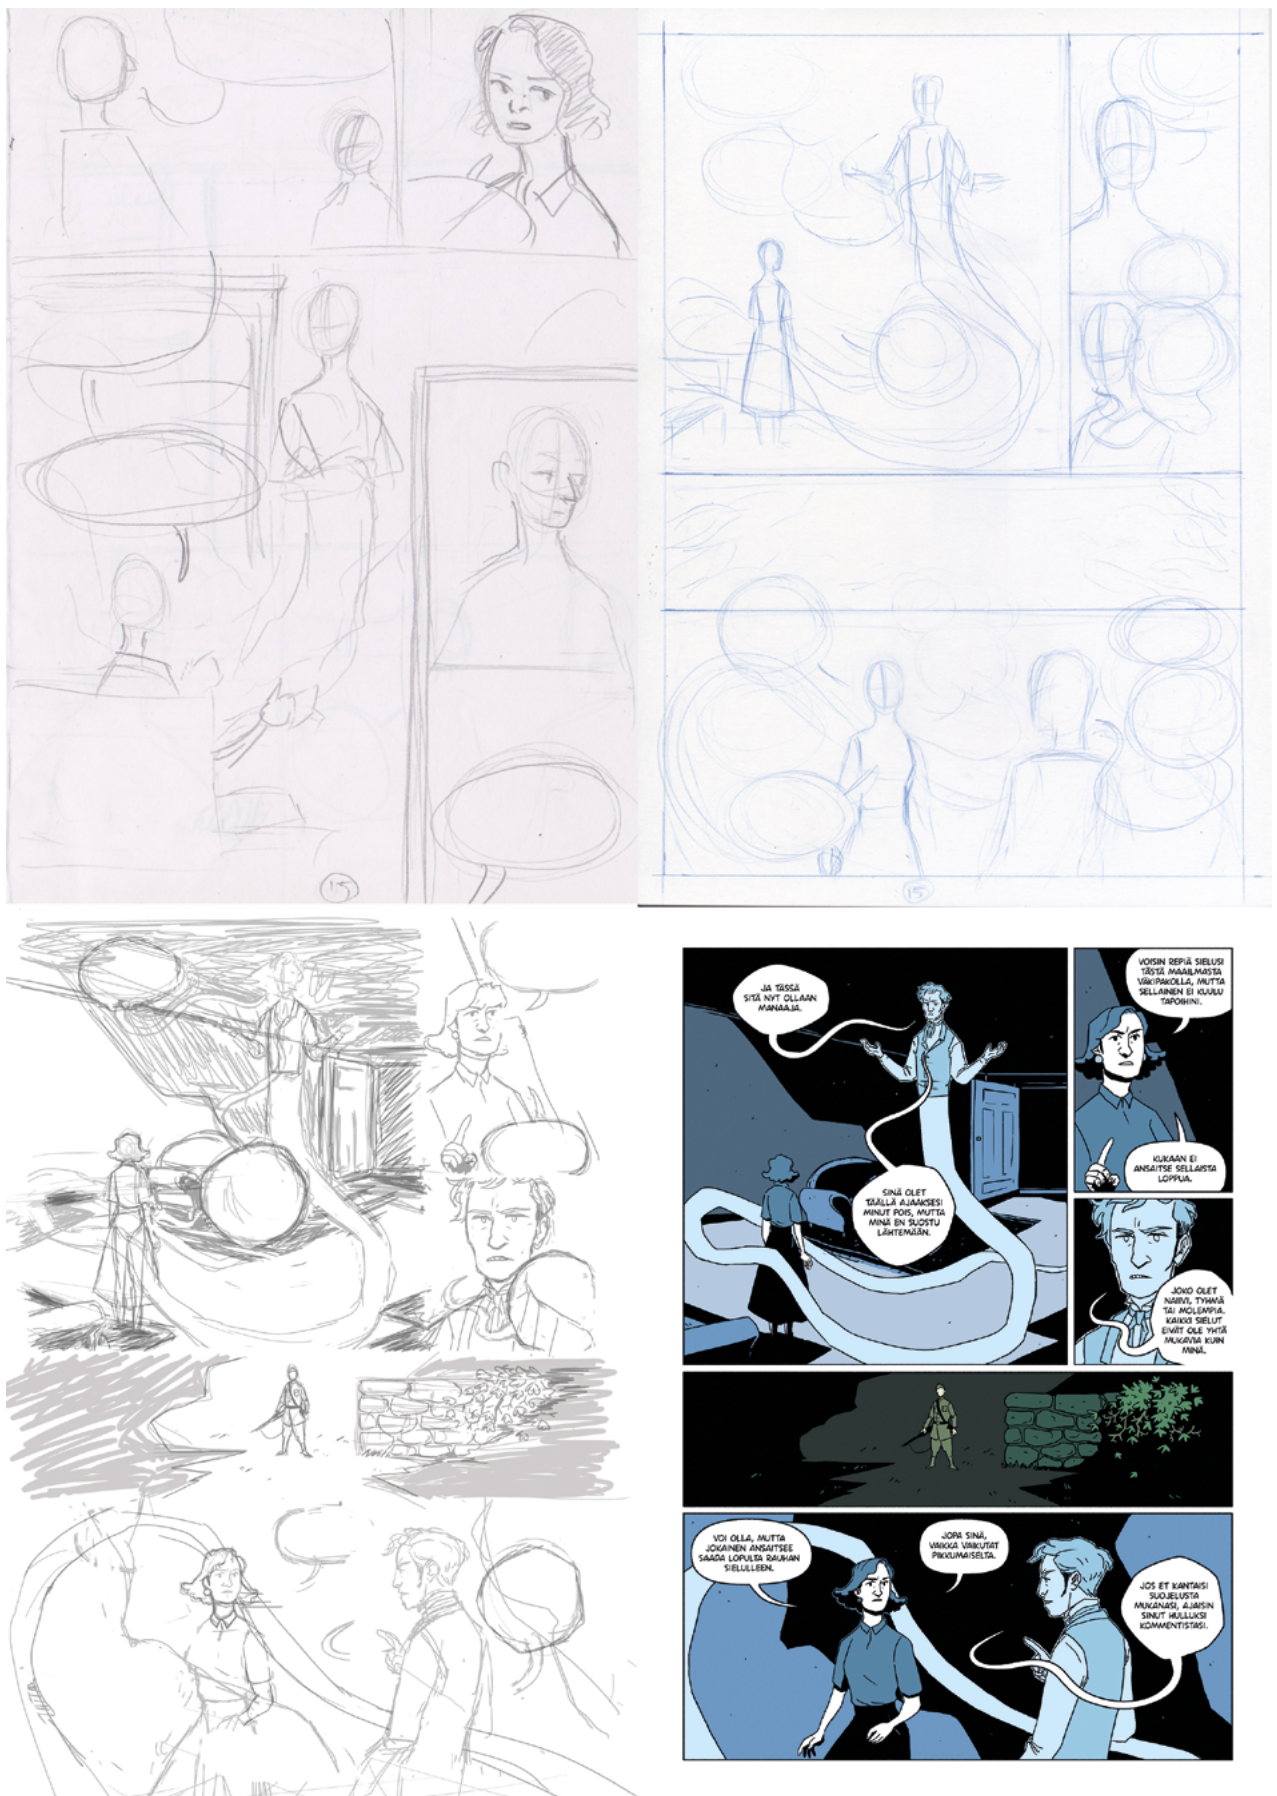 15
15
JA TÄSSÄ
SITÄ NYT OLLAAN
MANAAJA.
SINÄ OLET
TÄÄLLÄ AJAAKSESI
MINUT POIS, MUTTA
MINÄ EN SUOSTU
LÄHTEMÄÄN.
VOISIN REPIÄ SIELUSI
TÄSTÄ MAAILMASTA
VÄKIPAKOLLA, MUTTA
SELLAINEN EI KUULU
TAPOIHINI.
KUKAAN EI
ANSAITSE SELLAISTA
LOPPUA.
JOKO OLET
NAIIVI, TYHMÄ
TAI MOLEMPIA.
KAIKKI SIELUT
EIVÄT OLE YHTÄ
MUKAVIA KUIN
MINÄ.
VOI OLLA, MUTTA
JOKAINEN ANSAITSEE
SAADA LOPULTA RAUHAN
SIELULLEEN.
JOPA SINÄ,
VAIKKA VAIKUTAT
PIKKUMAISELTA.
JOS ET KANTAISI
SUOJELUSTA
MUKANASI, AJAISIN
SINUT HULLUKSI
KOMMENTISTASI.